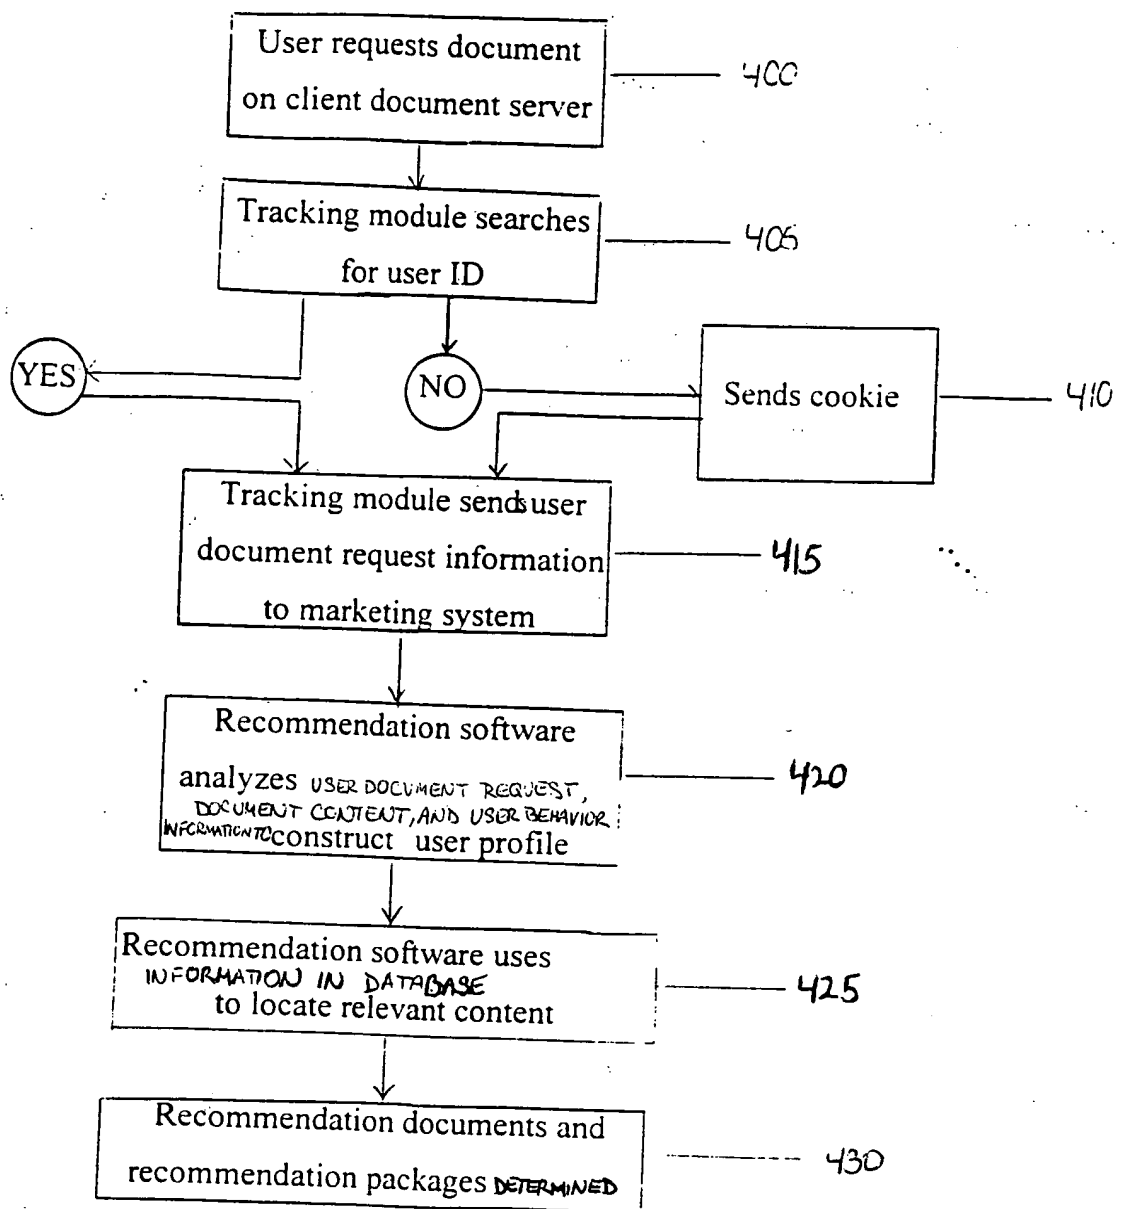 User requests document
on client document server
400
Tracking module searches
for user ID
405
YES
NO
Sends cookie
410
Tracking module sends user
document request information
to marketing system
415
Recommendation software
analyzes USER DOCUMENT REQUEST,
DOCUMENT CONTENT, AND USER BEHAVIOR
INFORMATION TO construct user profile
420
Recommendation software uses
INFORMATION IN DATABASE
to locate relevant content
425
Recommendation documents and
recommendation packages DETERMINED
430